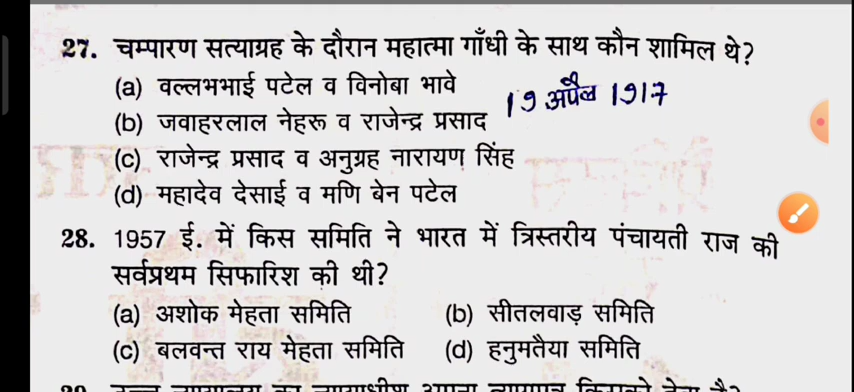 27. चम्पारण सत्याग्रह के दौरान महात्मा गाँधी के साथ कौन शामिल थे?
(a) वल्लभभाई पटेल व विनोबा भावे
19 अप्रैल 1917
(b) जवाहरलाल नेहरू व राजेन्द्र प्रसाद
(c) राजेन्द्र प्रसाद व अनुग्रह नारायण सिंह
(d) महादेव देसाई व मणि बेन पटेल
28. 1957 ई. में किस समिति ने भारत में त्रिस्तरीय पंचायती राज की
सर्वप्रथम सिफारिश की थी?
(a) अशोक मेहता समिति (b) सीतलवाड़ समिति
(c) बलवन्त राय मेहता समिति (d) हनुमतैया समिति